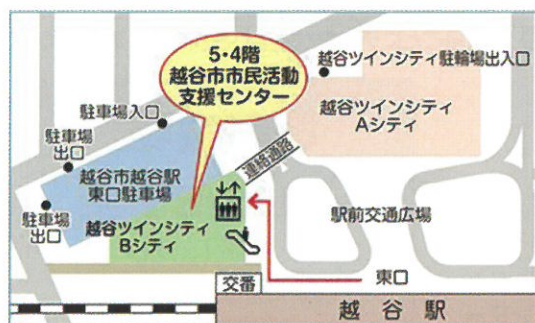 5・4階
越谷市市民活動
支援センター
越谷ツインシティ駐輪場出入口
越谷ツインシティ
Aシティ
駐車場入口
駐車場
出口
越谷市越谷駅
東口駐車場
連絡通路
駐車場
出口
越谷ツインシティ
Bシティ
駅前交通広場
交番
東口
越谷駅